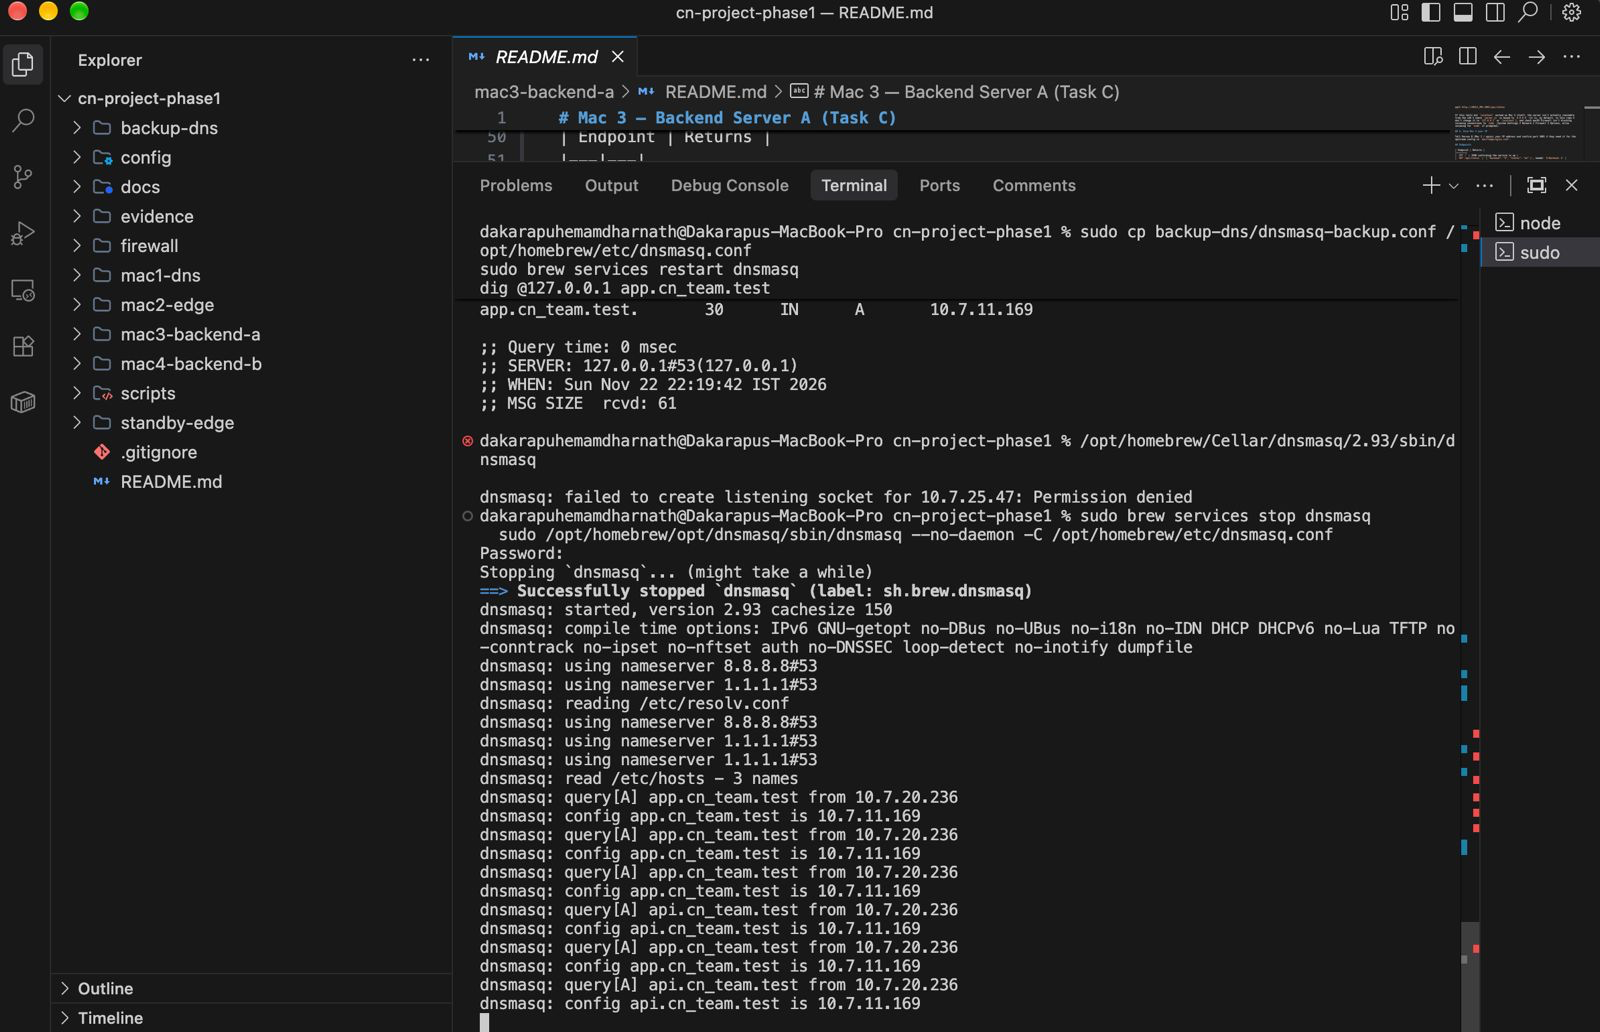 cn-project-phase1 — README.md
Explorer
cn-project-phase1
backup-dns
config
docs
evidence
firewall
mac1-dns
mac2-edge
mac3-backend-a
mac4-backend-b
scripts
standby-edge
.gitignore
README.md
Outline
Timeline
README.md
mac3-backend-a > README.md > # Mac 3 — Backend Server A (Task C)
1 # Mac 3 — Backend Server A (Task C)
50 | Endpoint | Returns |
51 |---|---|
Problems Output Debug Console Terminal Ports Comments
node
sudo
dakarapuhemamdharnath@Dakarapus-MacBook-Pro cn-project-phase1 % sudo cp backup-dns/dnsmasq-backup.conf /
opt/homebrew/etc/dnsmasq.conf
sudo brew services restart dnsmasq
dig @127.0.0.1 app.cn_team.test
app.cn_team.test. 30 IN A 10.7.11.169
;; Query time: 0 msec
;; SERVER: 127.0.0.1#53(127.0.0.1)
;; WHEN: Sun Nov 22 22:19:42 IST 2026
;; MSG SIZE rcvd: 61
dakarapuhemamdharnath@Dakarapus-MacBook-Pro cn-project-phase1 % /opt/homebrew/Cellar/dnsmasq/2.93/sbin/d
nsmasq
dnsmasq: failed to create listening socket for 10.7.25.47: Permission denied
dakarapuhemamdharnath@Dakarapus-MacBook-Pro cn-project-phase1 % sudo brew services stop dnsmasq
sudo /opt/homebrew/opt/dnsmasq/sbin/dnsmasq --no-daemon -C /opt/homebrew/etc/dnsmasq.conf
Password:
Stopping `dnsmasq`... (might take a while)
==> Successfully stopped `dnsmasq` (label: sh.brew.dnsmasq)
dnsmasq: started, version 2.93 cachesize 150
dnsmasq: compile time options: IPv6 GNU-getopt no-DBus no-UBus no-i18n no-IDN DHCP DHCPv6 no-Lua TFTP no
-conntrack no-ipset no-nftset auth no-DNSSEC loop-detect no-inotify dumpfile
dnsmasq: using nameserver 8.8.8.8#53
dnsmasq: using nameserver 1.1.1.1#53
dnsmasq: reading /etc/resolv.conf
dnsmasq: using nameserver 8.8.8.8#53
dnsmasq: using nameserver 1.1.1.1#53
dnsmasq: using nameserver 1.1.1.1#53
dnsmasq: read /etc/hosts - 3 names
dnsmasq: query[A] app.cn_team.test from 10.7.20.236
dnsmasq: config app.cn_team.test is 10.7.11.169
dnsmasq: query[A] app.cn_team.test from 10.7.20.236
dnsmasq: config app.cn_team.test is 10.7.11.169
dnsmasq: query[A] app.cn_team.test from 10.7.20.236
dnsmasq: config app.cn_team.test is 10.7.11.169
dnsmasq: query[A] api.cn_team.test from 10.7.20.236
dnsmasq: config api.cn_team.test is 10.7.11.169
dnsmasq: query[A] app.cn_team.test from 10.7.20.236
dnsmasq: config app.cn_team.test is 10.7.11.169
dnsmasq: query[A] api.cn_team.test from 10.7.20.236
dnsmasq: config api.cn_team.test is 10.7.11.169